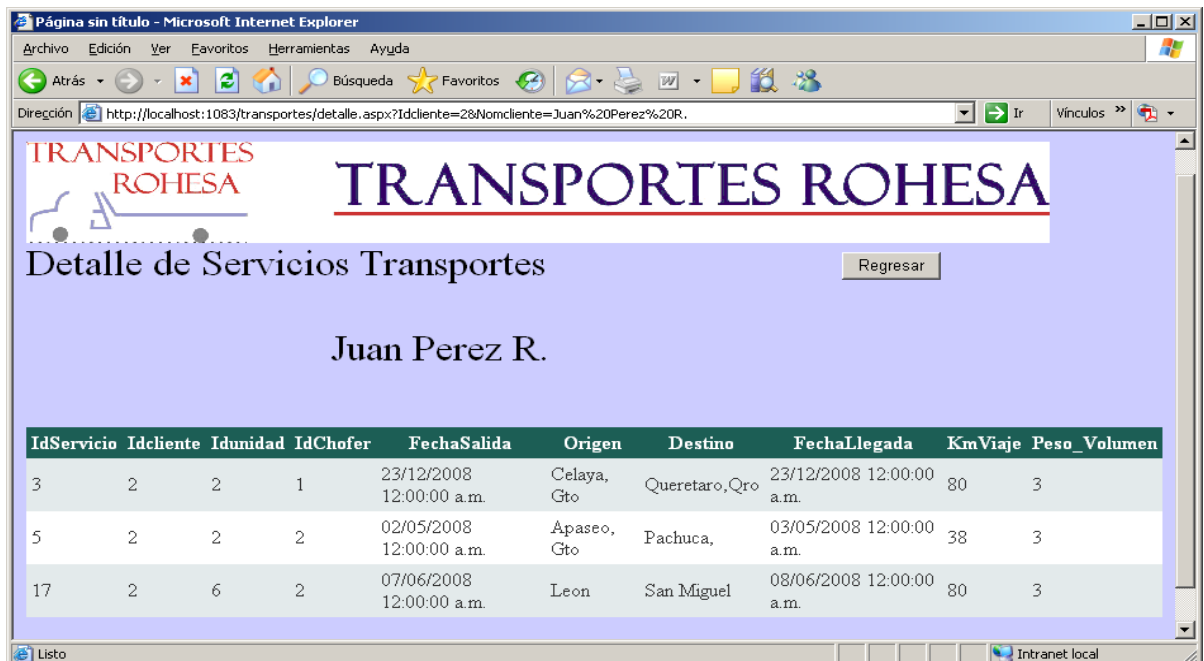 Página sin título - Microsoft Internet Explorer
Archivo Edición Ver Favoritos Herramientas Ayuda
Atrás Búsqueda Favoritos
Dirección http://localhost:1083/transportes/detalle.aspx?Idcliente=2&Nomcliente=Juan%20Perez%20R. Ir Vínculos »
TRANSPORTES
ROHESA
TRANSPORTES ROHESA
Detalle de Servicios Transportes
Regresar
Juan Perez R.
IdServicio Idcliente Idunidad IdChofer FechaSalida Origen Destino FechaLlegada KmViaje Peso_Volumen
3 2 2 1 23/12/2008 12:00:00 a.m. Celaya, Gto Queretaro,Qro 23/12/2008 12:00:00 a.m. 80 3
5 2 2 2 02/05/2008 12:00:00 a.m. Apaseo, Gto Pachuca, 03/05/2008 12:00:00 a.m. 38 3
17 2 6 2 07/06/2008 12:00:00 a.m. Leon San Miguel 08/06/2008 12:00:00 a.m. 80 3
Listo Intranet local